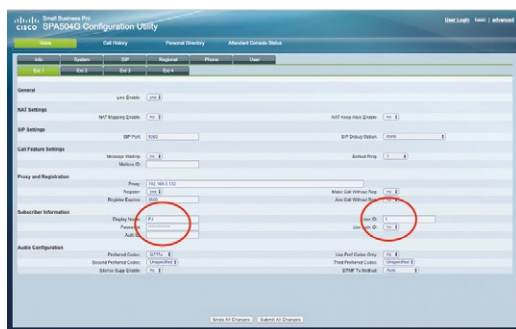 Small Business Pro
cisco SPA504G Configuration Utility
User Login basic | advanced
Voice Call History Personal Directory Attendant Console Status
Info System SIP Regional Phone User
Ext 1 Ext 2 Ext 3 Ext 4
General
Line Enable: yes
NAT Settings
NAT Mapping Enable: no NAT Keep Alive Enable: no
SIP Settings
SIP Port: 5060 SIP Debug Option: none
Call Feature Settings
Message Waiting: no Default Ring: 1
Mailbox ID:
Proxy and Registration
Proxy:
Register: yes Make Call Without Reg: no
Register Expires: 3600 Ans Call Without Reg: no
Subscriber Information
Display Name: User ID: 1
Password: Use Auth ID: no
Auth ID:
Audio Configuration
Preferred Codec: G711u Use Pref Codec Only: no
Second Preferred Codec: Unspecified Third Preferred Codec: Unspecified
Silence Supp Enable: no DTMF Tx Method: Auto
Undo All Changes Submit All Changes